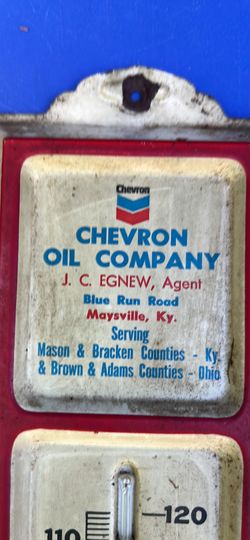 Chevron
CHEVRON
OIL COMPANY
J. C. EGNEW, Agent
Blue Run Road
Maysville, Ky.
Serving
Mason & Bracken Counties - Ky.
& Brown & Adams Counties - Ohio
120
110